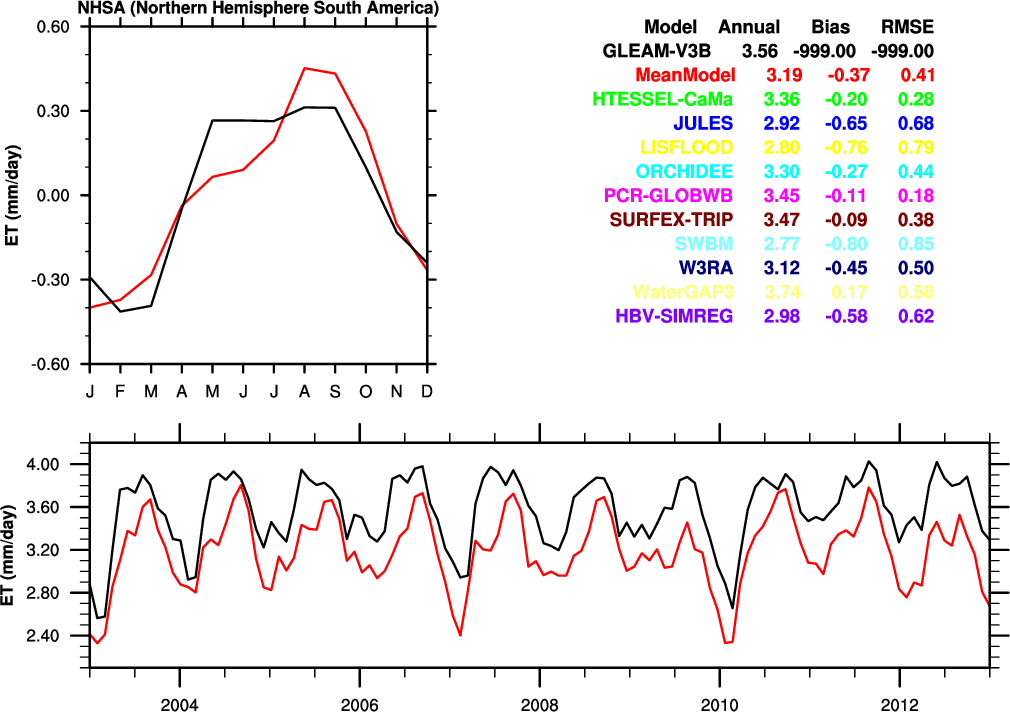 NHSA (Northern Hemisphere South America)
0.60
0.30
0.00
-0.30
-0.60
ET (mm/day)
J F M A M J J A S O N D
Model Annual Bias RMSE
GLEAM-V3B 3.56 -999.00 -999.00
MeanModel 3.19 -0.37 0.41
HTESSEL-CaMa 3.36 -0.20 0.28
JULES 2.92 -0.65 0.68
LISFLOOD 2.80 -0.76 0.79
ORCHIDEE 3.30 -0.27 0.44
PCR-GLOBWB 3.45 -0.11 0.18
SURFEX-TRIP 3.47 -0.09 0.38
SWBM 2.77 -0.80 0.85
W3RA 3.12 -0.45 0.50
WaterGAP3 3.74 0.17 0.58
HBV-SIMREG 2.98 -0.58 0.62
4.00
3.60
3.20
2.80
2.40
ET (mm/day)
2004 2006 2008 2010 2012